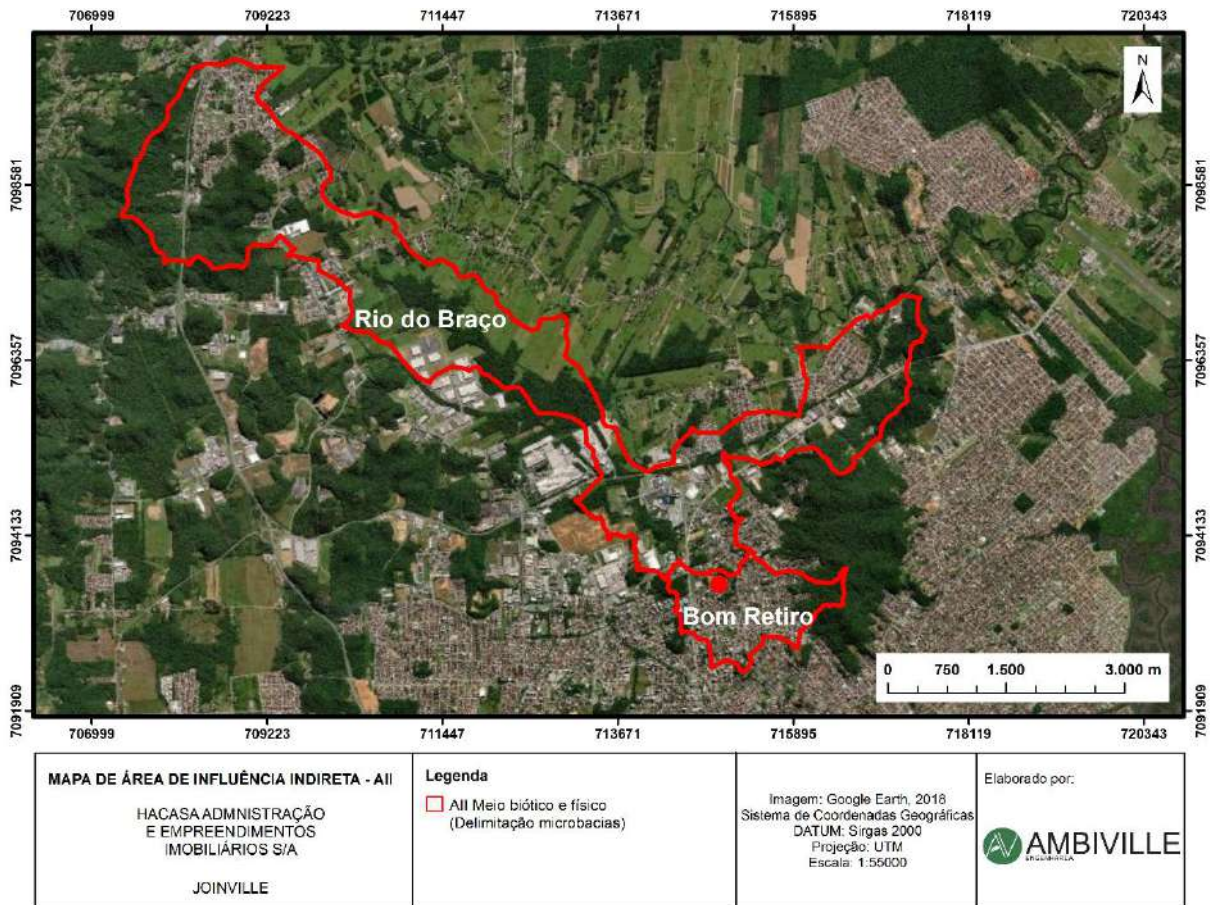 706999 709223 711447 713671 715895 718119 720343
N
7098581 7098581
Rio do Braço
7096357 7096357
7094133 7094133
Bom Retiro
0 750 1.500 3.000 m
7091909 7091909
706999 709223 711447 713671 715895 718119 720343
MAPA DE ÁREA DE INFLUÊNCIA INDIRETA - AII
HACASA ADMNISTRAÇÃO
E EMPREENDIMENTOS
IMOBILIÁRIOS S/A
JOINVILLE
Legenda
AII Meio biótico e físico
(Delimitação microbacias)
Imagem: Google Earth, 2018
Sistema de Coordenadas Geográficas
DATUM: Sirgas 2000
Projeção: UTM
Escala: 1:55000
Elaborado por:
AMBIVILLE
ENGENHARIA